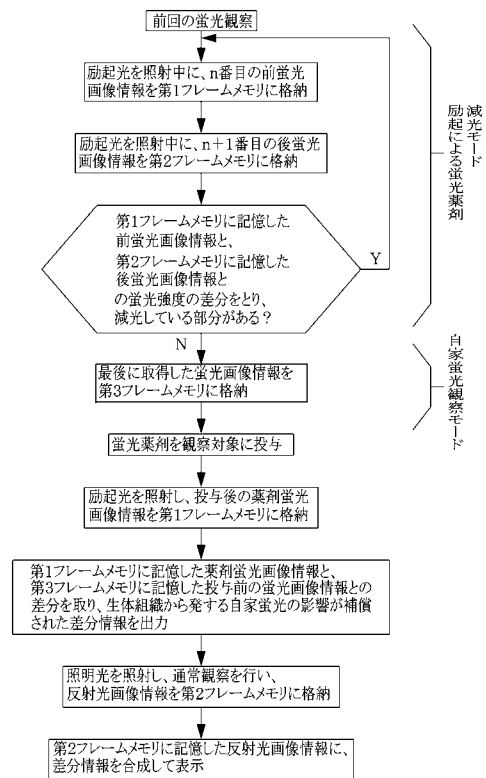 前回の蛍光観察
励起光を照射中に、n番目の前蛍光
画像情報を第1フレームメモリに格納
励起光を照射中に、n+1番目の後蛍光
画像情報を第2フレームメモリに格納
第1フレームメモリに記憶した
前蛍光画像情報と、
第2フレームメモリに記憶した
後蛍光画像情報と
の蛍光強度の差分をとり、
減光している部分がある?
Y
N
励起による蛍光薬剤
減光モード
最後に取得した蛍光画像情報を
第3フレームメモリに格納
自家蛍光観察モード
蛍光薬剤を観察対象に投与
励起光を照射し、投与後の薬剤蛍光
画像情報を第1フレームメモリに格納
第1フレームメモリに記憶した薬剤蛍光画像情報と、
第3フレームメモリに記憶した投与前の蛍光画像情報との
差分を取り、生体組織から発する自家蛍光の影響が補償
された差分情報を出力
照明光を照射し、通常観察を行い、
反射光画像情報を第2フレームメモリに格納
第2フレームメモリに記憶した反射光画像情報に、
差分情報を合成して表示